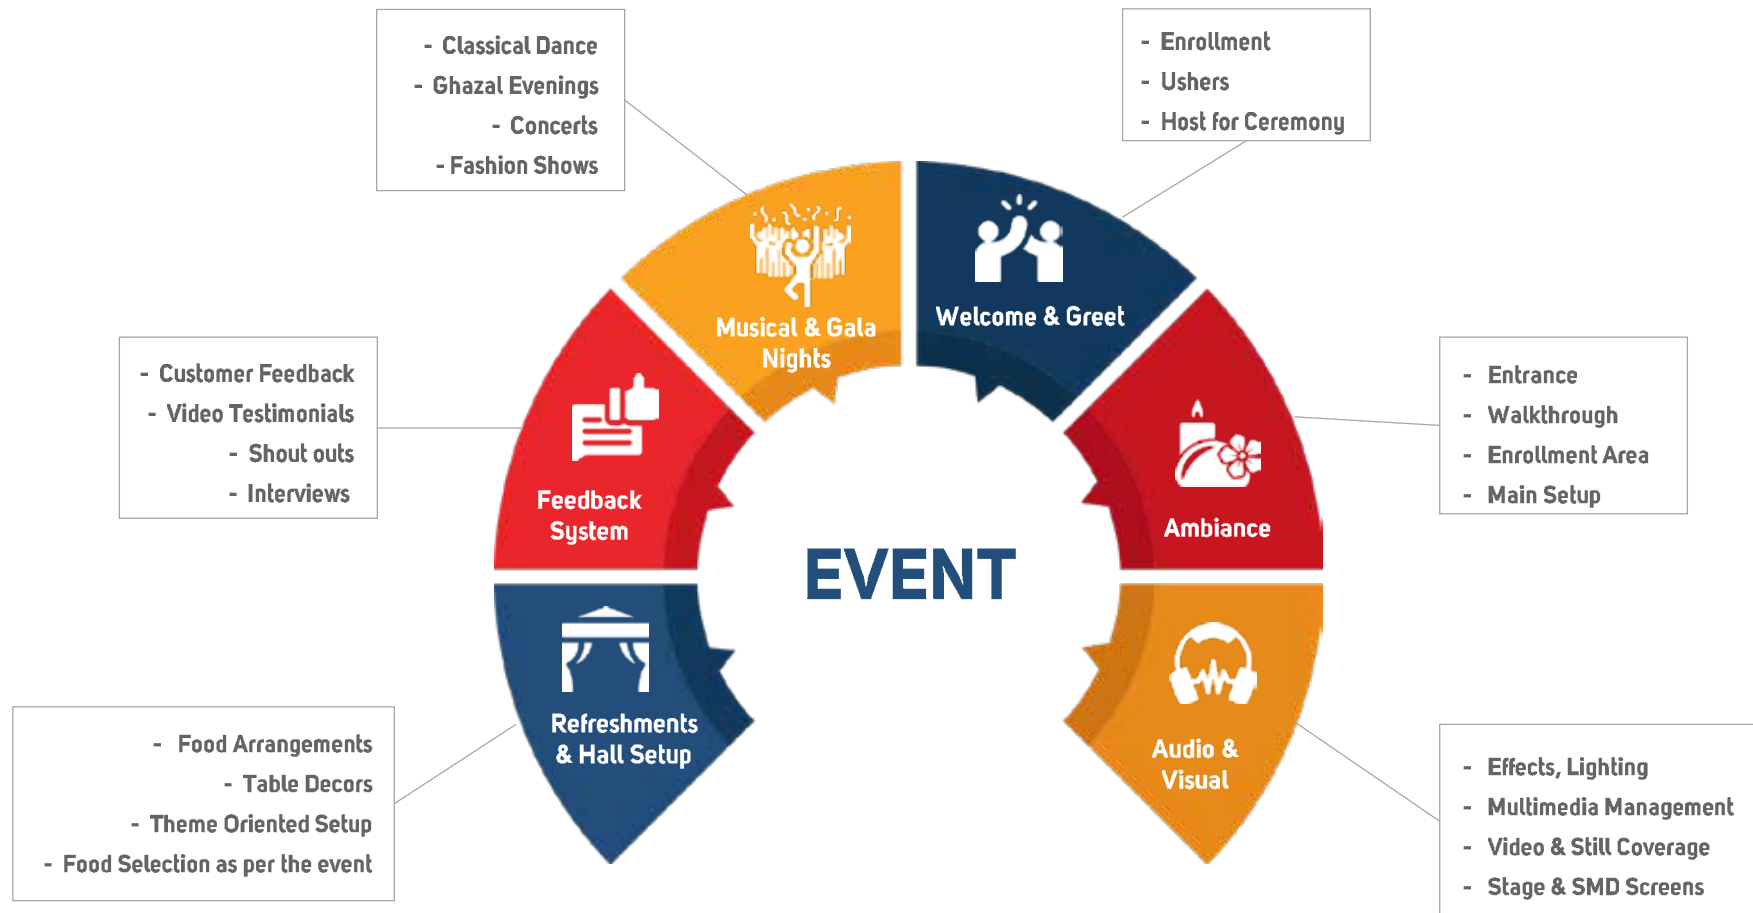 - Classical Dance
- Ghazal Evenings
- Concerts
- Fashion Shows
- Enrollment
- Ushers
- Host for Ceremony
Musical & Gala
Nights
Welcome & Greet
- Customer Feedback
- Video Testimonials
- Shout outs
- Interviews
Feedback
System
Ambiance
- Entrance
- Walkthrough
- Enrollment Area
- Main Setup
EVENT
Refreshments
& Hall Setup
Audio &
Visual
- Food Arrangements
- Table Decors
- Theme Oriented Setup
- Food Selection as per the event
- Effects, Lighting
- Multimedia Management
- Video & Still Coverage
- Stage & SMD Screens